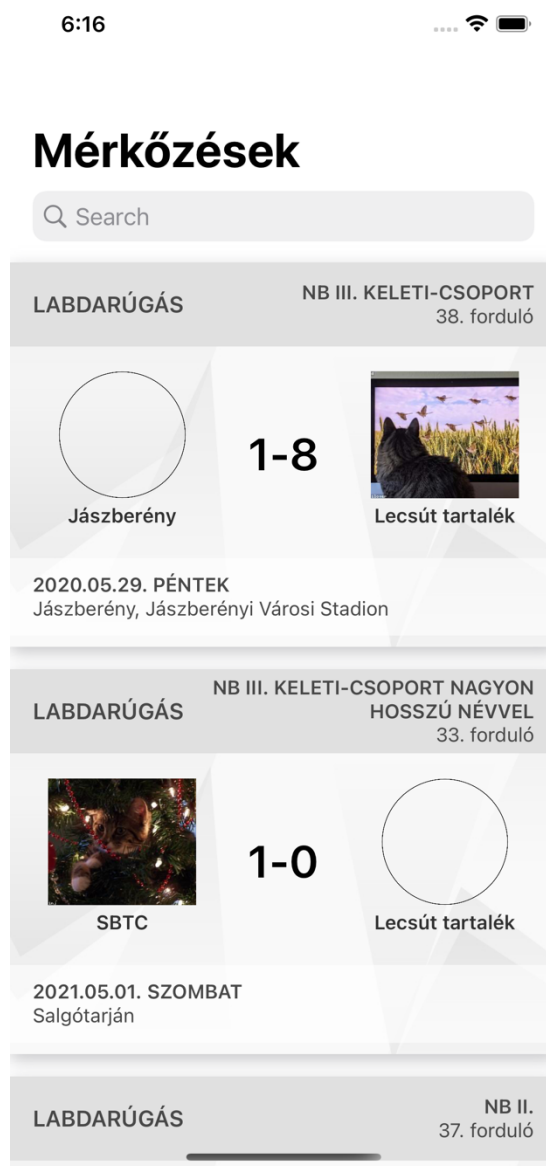 6:16
Mérkőzések
Search
LABDARÚGÁS
NB III. KELETI-CSOPORT
38. forduló
1-8
Jászberény
Lecsút tartalék
2020.05.29. PÉNTEK
Jászberény, Jászberényi Városi Stadion
LABDARÚGÁS
NB III. KELETI-CSOPORT NAGYON
HOSSZÚ NÉVVEL
33. forduló
1-0
SBTC
Lecsút tartalék
2021.05.01. SZOMBAT
Salgótarján
LABDARÚGÁS
NB II.
37. forduló